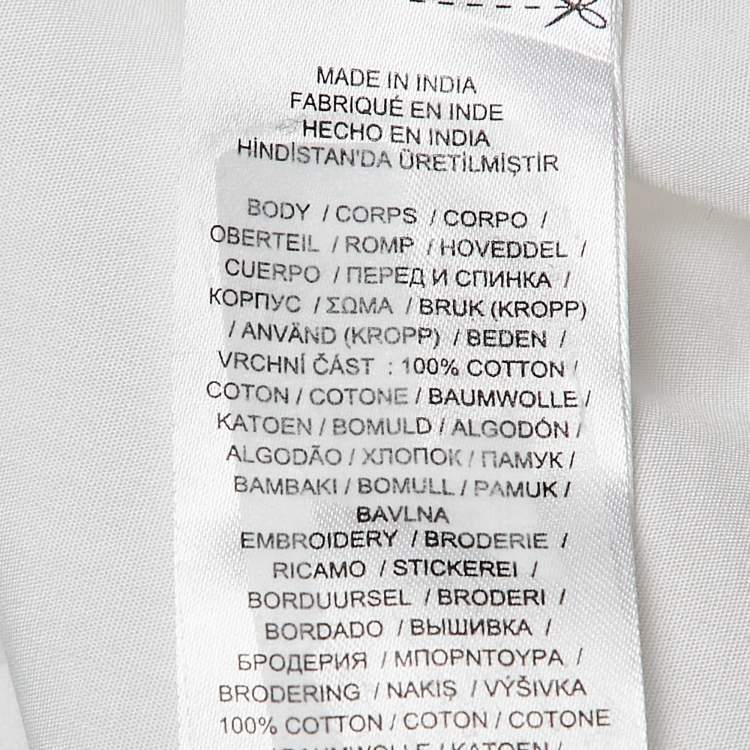 MADE IN INDIA
FABRIQUÉ EN INDE
HECHO EN INDIA
HİNDİSTAN'DA ÜRETİLMİŞTİR
BODY / CORPS / CORPO /
OBERTEIL / ROMP / HOVEDDEL /
CUERPO / ПЕРЕД И СПИНКА /
КОРПУС / ΣΩΜΑ / BRUK (KROPP)
/ ANVÄND (KROPP) / BEDEN /
VRCHNÍ ČÁST : 100% COTTON /
COTON / COTONE / BAUMWOLLE /
KATOEN / BOMULD / ALGODÓN /
ALGODÃO / ХЛОПОК / ПАМУК /
BAMBAKI / BOMULL / PAMUK /
BAVLNA
EMBROIDERY / BRODERIE /
RICAMO / STICKEREI /
BORDUURSEL / BRODERI /
BORDADO / ВЫШИВКА /
БРОДЕРИЯ / ΜΠΟΡΝΤΟΥΡΑ /
BRODERING / NAKIŞ / VÝŠIVKA
100% COTTON / COTON / COTONE
/ BAUMWOLLE / KATOEN /